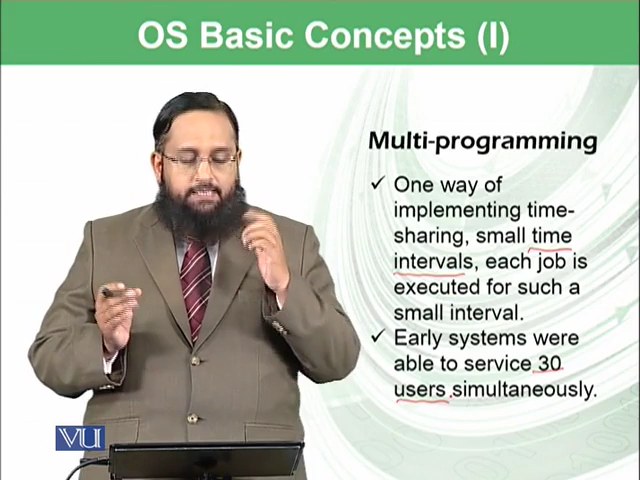 OS Basic Concepts (I)
Multi-programming
✓ One way of
implementing time-
sharing, small time
intervals, each job is
executed for such a
small interval.
✓ Early systems were
able to service 30
users simultaneously.
VU